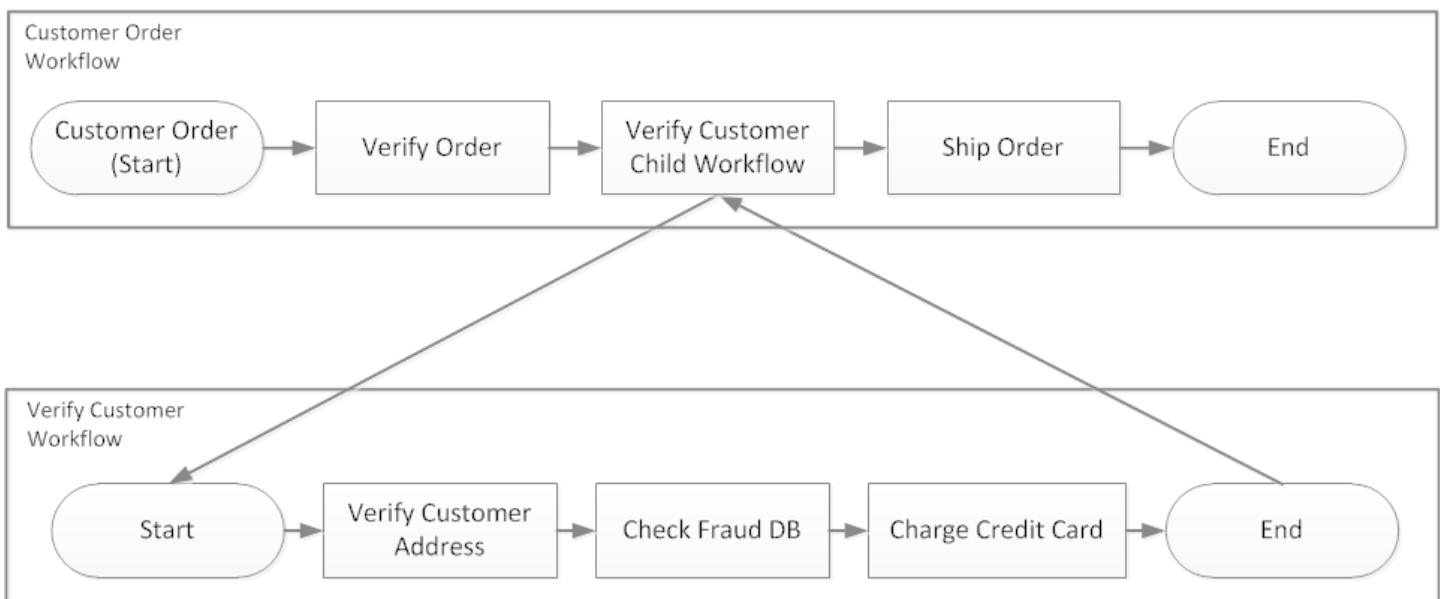 Customer Order
Workflow
Customer Order
(Start)
Verify Order
Verify Customer
Child Workflow
Ship Order
End
Verify Customer
Workflow
Start
Verify Customer
Address
Check Fraud DB
Charge Credit Card
End